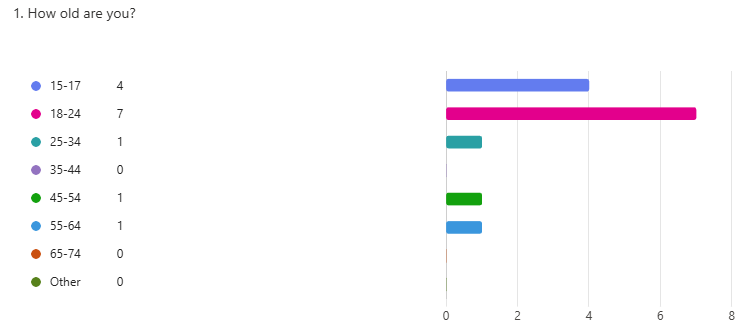 1. How old are you?
15-17 4
18-24 7
25-34 1
35-44 0
45-54 1
55-64 1
65-74 0
Other 0
0 2 4 6 8